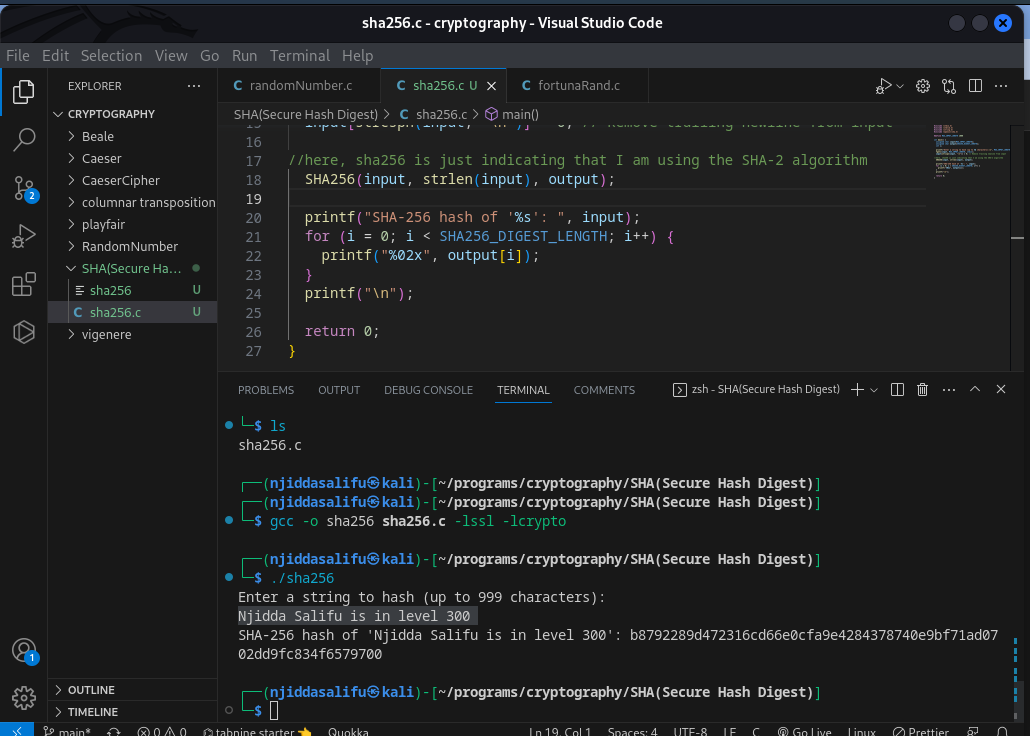 sha256.c - cryptography - Visual Studio Code
File Edit Selection View Go Run Terminal Help
EXPLORER
CRYPTOGRAPHY
Beale
Caeser
CaeserCipher
columnar transposition
playfair
RandomNumber
SHA(Secure Ha...
sha256 U
C sha256.c U
vigenere
OUTLINE
TIMELINE
2
1
C randomNumber.c
C sha256.c U
C fortunaRand.c
SHA(Secure Hash Digest) > C sha256.c > main()
15 input[strcspn(input, "\n")] = 0; // Remove trailing newline from input
16
17 //here, sha256 is just indicating that I am using the SHA-2 algorithm
18 SHA256(input, strlen(input), output);
19
20 printf("SHA-256 hash of '%s': ", input);
21 for (i = 0; i < SHA256_DIGEST_LENGTH; i++) {
22 printf("%02x", output[i]);
23 }
24 printf("\n");
25
26 return 0;
27 }
PROBLEMS OUTPUT DEBUG CONSOLE TERMINAL COMMENTS
zsh - SHA(Secure Hash Digest)
└─$ ls
sha256.c
┌──(njiddasalifu㉿kali)-[~/programs/cryptography/SHA(Secure Hash Digest)]
┌──(njiddasalifu㉿kali)-[~/programs/cryptography/SHA(Secure Hash Digest)]
└─$ gcc -o sha256 sha256.c -lssl -lcrypto
┌──(njiddasalifu㉿kali)-[~/programs/cryptography/SHA(Secure Hash Digest)]
└─$ ./sha256
Enter a string to hash (up to 999 characters):
Njidda Salifu is in level 300
SHA-256 hash of 'Njidda Salifu is in level 300': b8792289d472316cd66e0cfa9e4284378740e9bf71ad07
02dd9fc834f6579700
┌──(njiddasalifu㉿kali)-[~/programs/cryptography/SHA(Secure Hash Digest)]
└─$
main* 0 0 tabnine starter 👈 Quokka Ln 19, Col 1 Spaces: 4 UTF-8 LF C Go Live Linux Prettier